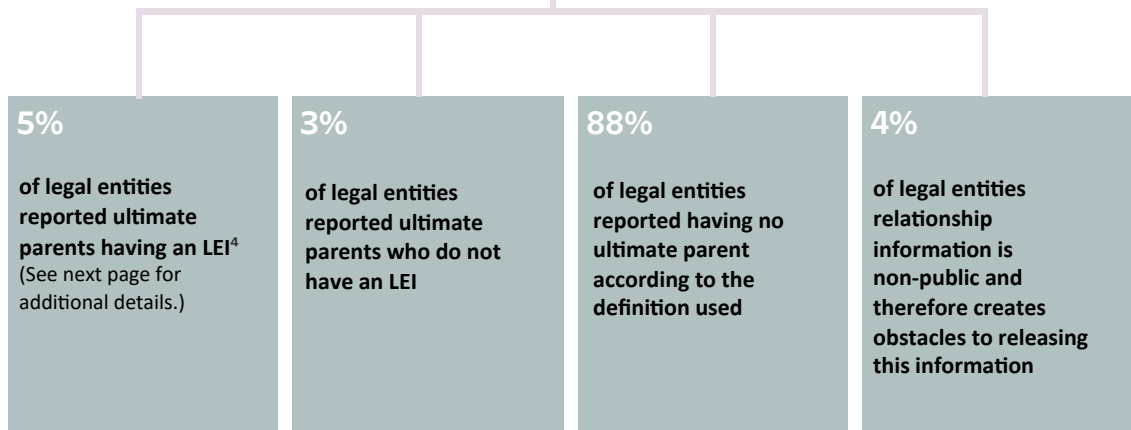 5%
of legal entities
reported ultimate
parents having an LEI4
(See next page for
additional details.)
3%
of legal entities
reported ultimate
parents who do not
have an LEI
88%
of legal entities
reported having no
ultimate parent
according to the
definition used
4%
of legal entities
relationship
information is
non-public and
therefore creates
obstacles to releasing
this information